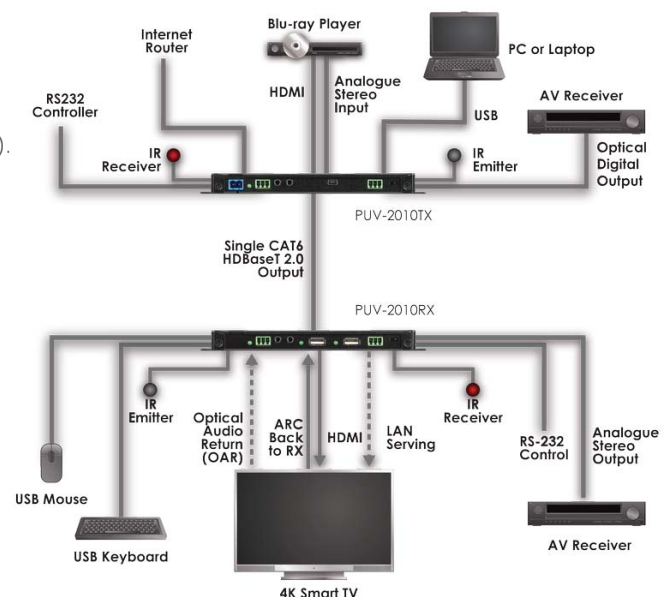 Blu-ray Player
Internet
Router
PC or Laptop
HDMI
Analogue
Stereo
Input
RS232
Controller
USB
AV Receiver
).
IR
Receiver
IR
Emitter
Optical
Digital
Output
PUV-2010TX
Single CAT6
HDBaseT 2.0
Output
PUV-2010RX
IR
Emitter
Optical
Audio
Return
(OAR)
ARC
Back
to RX
HDMI
LAN
Serving
IR
Receiver
RS-232
Control
Analogue
Stereo
Output
USB Mouse
USB Keyboard
AV Receiver
4K Smart TV